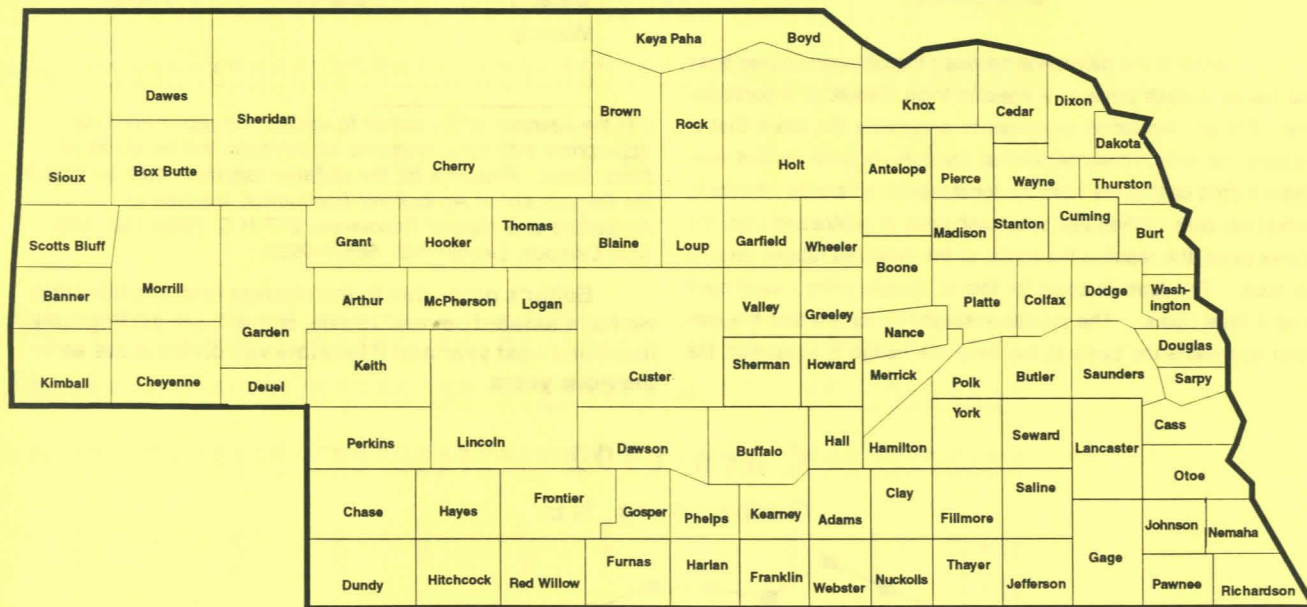 Keya Paha
Boyd
Dawes
Sheridan
Brown
Rock
Knox
Cedar
Dixon
Dakota
Sioux
Box Butte
Cherry
Holt
Antelope
Pierce
Wayne
Thurston
Scotts Bluff
Grant
Hooker
Thomas
Blaine
Loup
Garfield
Wheeler
Madison
Stanton
Cuming
Burt
Boone
Banner
Morrill
Arthur
McPherson
Logan
Valley
Greeley
Platte
Colfax
Dodge
Wash-
ington
Garden
Nance
Douglas
Kimball
Cheyenne
Deuel
Keith
Custer
Sherman
Howard
Merrick
Polk
Butler
Saunders
Sarpy
York
Cass
Perkins
Lincoln
Dawson
Buffalo
Hall
Hamilton
Seward
Lancaster
Otoe
Chase
Hayes
Frontier
Gosper
Phelps
Kearney
Adams
Clay
Fillmore
Saline
Johnson
Nemaha
Dundy
Hitchcock
Red Willow
Furnas
Harlan
Franklin
Webster
Nuckolls
Thayer
Jefferson
Gage
Pawnee
Richardson